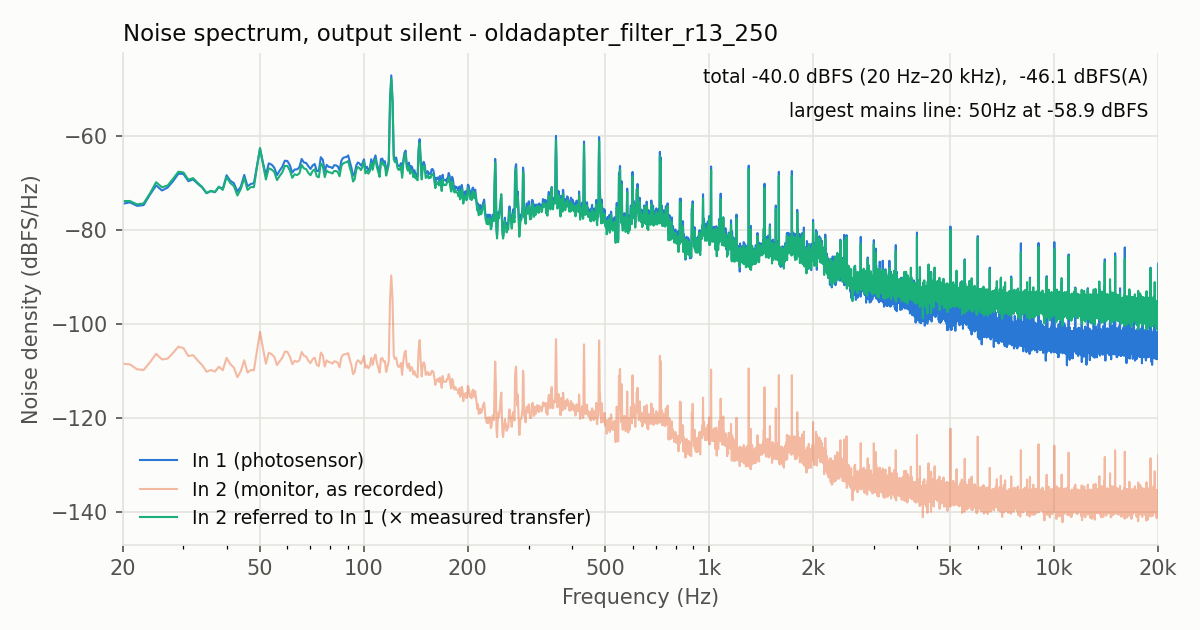 Noise spectrum, output silent - oldadapter_filter_r13_250
total -40.0 dBFS (20 Hz–20 kHz),  -46.1 dBFS(A)
largest mains line: 50Hz at -58.9 dBFS
Noise density (dBFS/Hz)
−60
−80
−100
−120
−140
In 1 (photosensor)
In 2 (monitor, as recorded)
In 2 referred to In 1 (× measured transfer)
20 50 100 200 500 1k 2k 5k 10k 20k
Frequency (Hz)